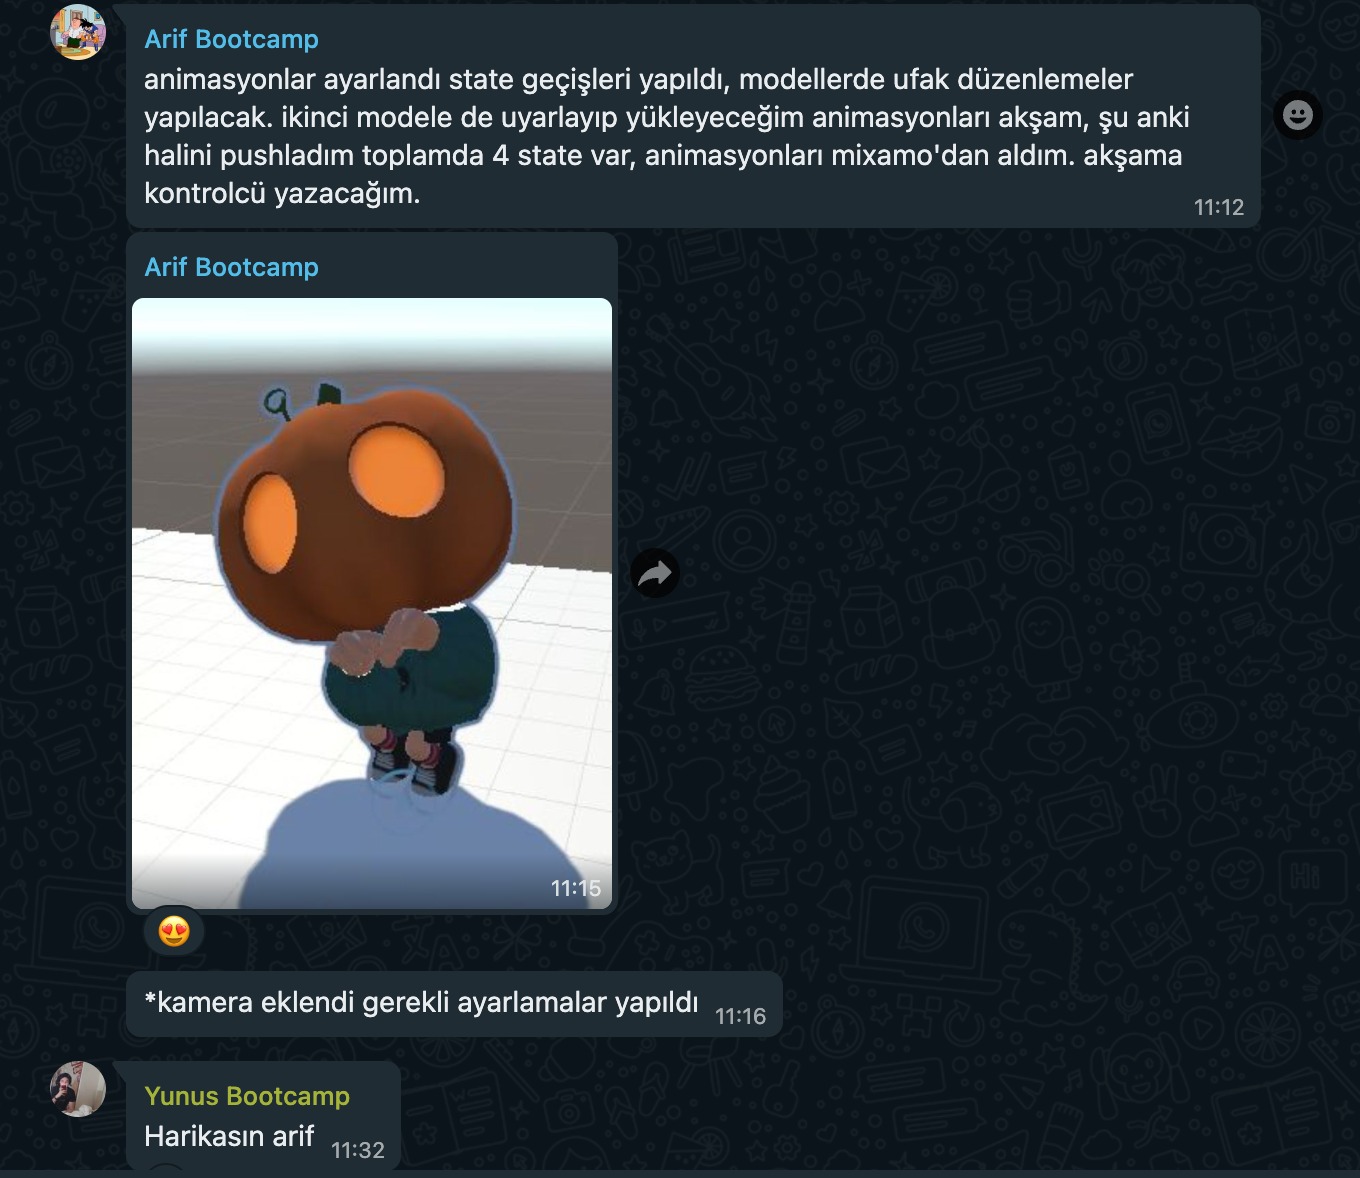 Arif Bootcamp
animasyonlar ayarlandı state geçişleri yapıldı, modellerde ufak düzenlemeler
yapılacak. ikinci modele de uyarlayıp yükleyeceğim animasyonları akşam, şu anki
halini pushladım toplamda 4 state var, animasyonları mixamo'dan aldım. akşama
kontrolcü yazacağım.
11:12
Arif Bootcamp
11:15
😍
*kamera eklendi gerekli ayarlamalar yapıldı 11:16
Yunus Bootcamp
Harikasın arif 11:32